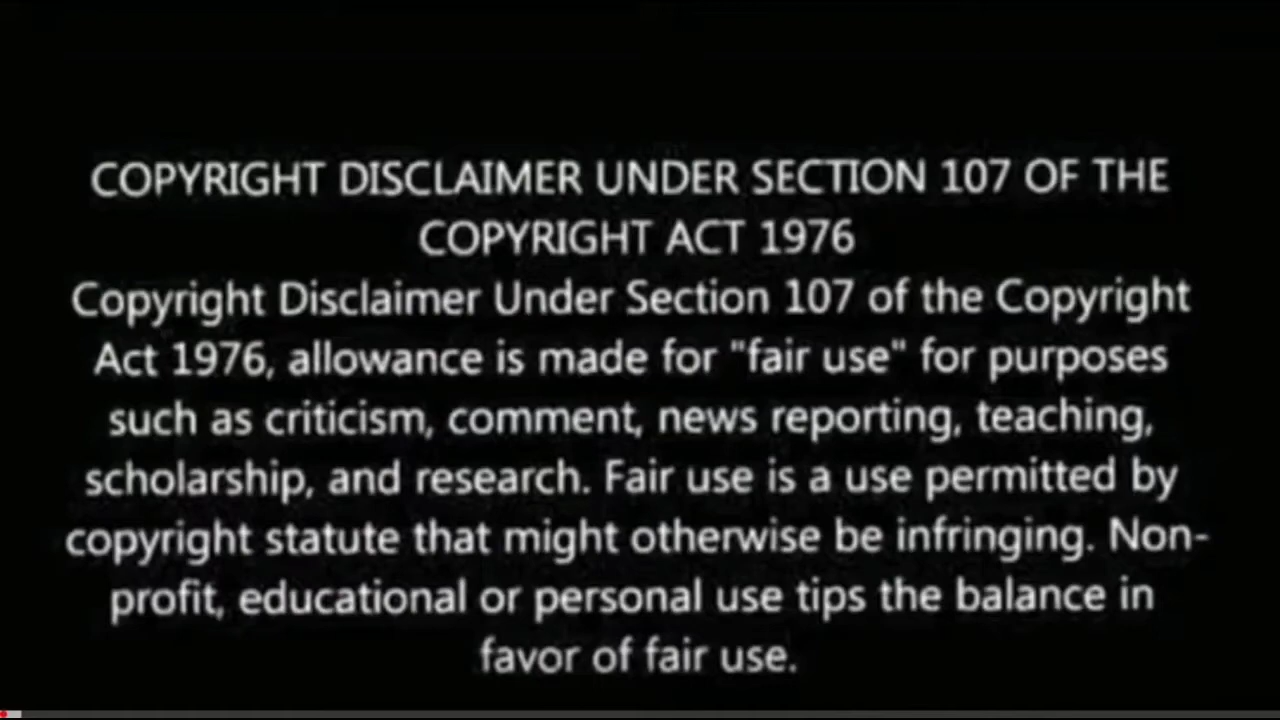 COPYRIGHT DISCLAIMER UNDER SECTION 107 OF THE
COPYRIGHT ACT 1976
Copyright Disclaimer Under Section 107 of the Copyright
Act 1976, allowance is made for "fair use" for purposes
such as criticism, comment, news reporting, teaching,
scholarship, and research. Fair use is a use permitted by
copyright statute that might otherwise be infringing. Non-
profit, educational or personal use tips the balance in
favor of fair use.